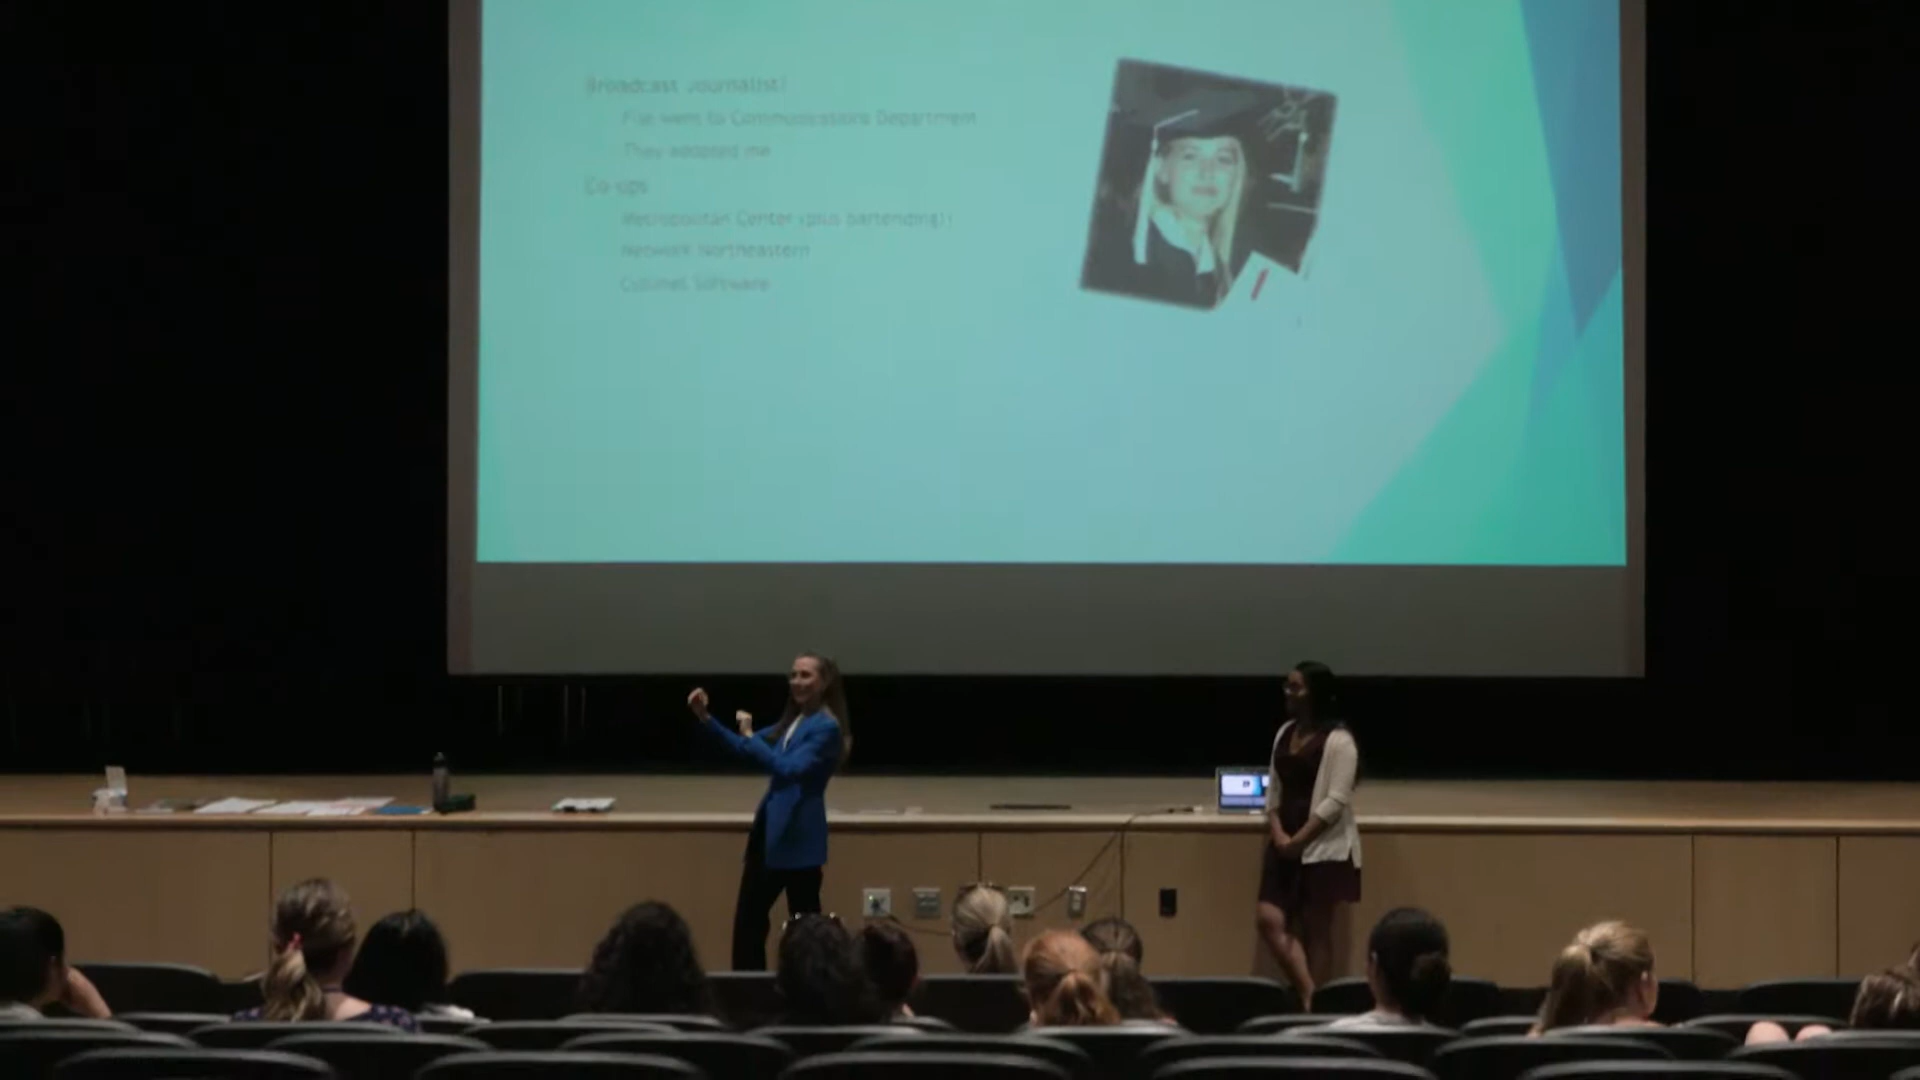 Broadcast Journalist!
File went to Communications Department
They adopted me
Co-ops
Metropolitan Center (plus bartending)!
Network Northeastern
Cullinet Software